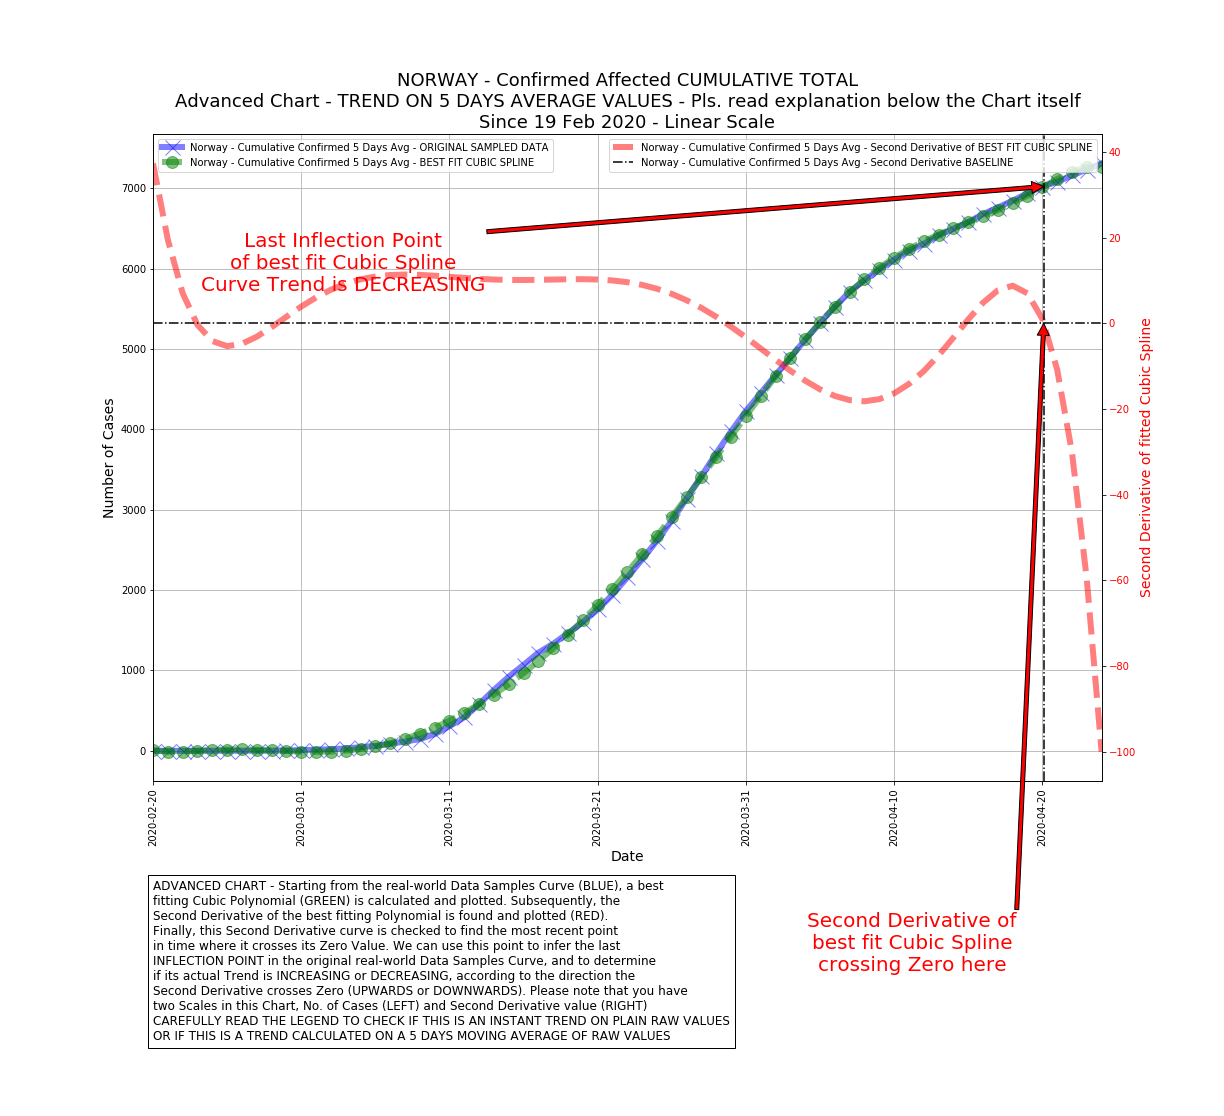 NORWAY - Confirmed Affected CUMULATIVE TOTAL
Advanced Chart - TREND ON 5 DAYS AVERAGE VALUES - Pls. read explanation below the Chart itself
Since 19 Feb 2020 - Linear Scale
Norway - Cumulative Confirmed 5 Days Avg - ORIGINAL SAMPLED DATA
Norway - Cumulative Confirmed 5 Days Avg - BEST FIT CUBIC SPLINE
Norway - Cumulative Confirmed 5 Days Avg - Second Derivative of BEST FIT CUBIC SPLINE
Norway - Cumulative Confirmed 5 Days Avg - Second Derivative BASELINE
Last Inflection Point
of best fit Cubic Spline
Curve Trend is DECREASING
Number of Cases
7000
6000
5000
4000
3000
2000
1000
0
40
20
0
−20
−40
−60
−80
−100
Second Derivative of fitted Cubic Spline
2020-02-20
2020-03-01
2020-03-11
2020-03-21
2020-03-31
2020-04-10
2020-04-20
Date
ADVANCED CHART - Starting from the real-world Data Samples Curve (BLUE), a best
fitting Cubic Polynomial (GREEN) is calculated and plotted. Subsequently, the
Second Derivative of the best fitting Polynomial is found and plotted (RED).
Finally, this Second Derivative curve is checked to find the most recent point
in time where it crosses its Zero Value. We can use this point to infer the last
INFLECTION POINT in the original real-world Data Samples Curve, and to determine
if its actual Trend is INCREASING or DECREASING, according to the direction the
Second Derivative crosses Zero (UPWARDS or DOWNWARDS). Please note that you have
two Scales in this Chart, No. of Cases (LEFT) and Second Derivative value (RIGHT)
CAREFULLY READ THE LEGEND TO CHECK IF THIS IS AN INSTANT TREND ON PLAIN RAW VALUES
OR IF THIS IS A TREND CALCULATED ON A 5 DAYS MOVING AVERAGE OF RAW VALUES
Second Derivative of
best fit Cubic Spline
crossing Zero here